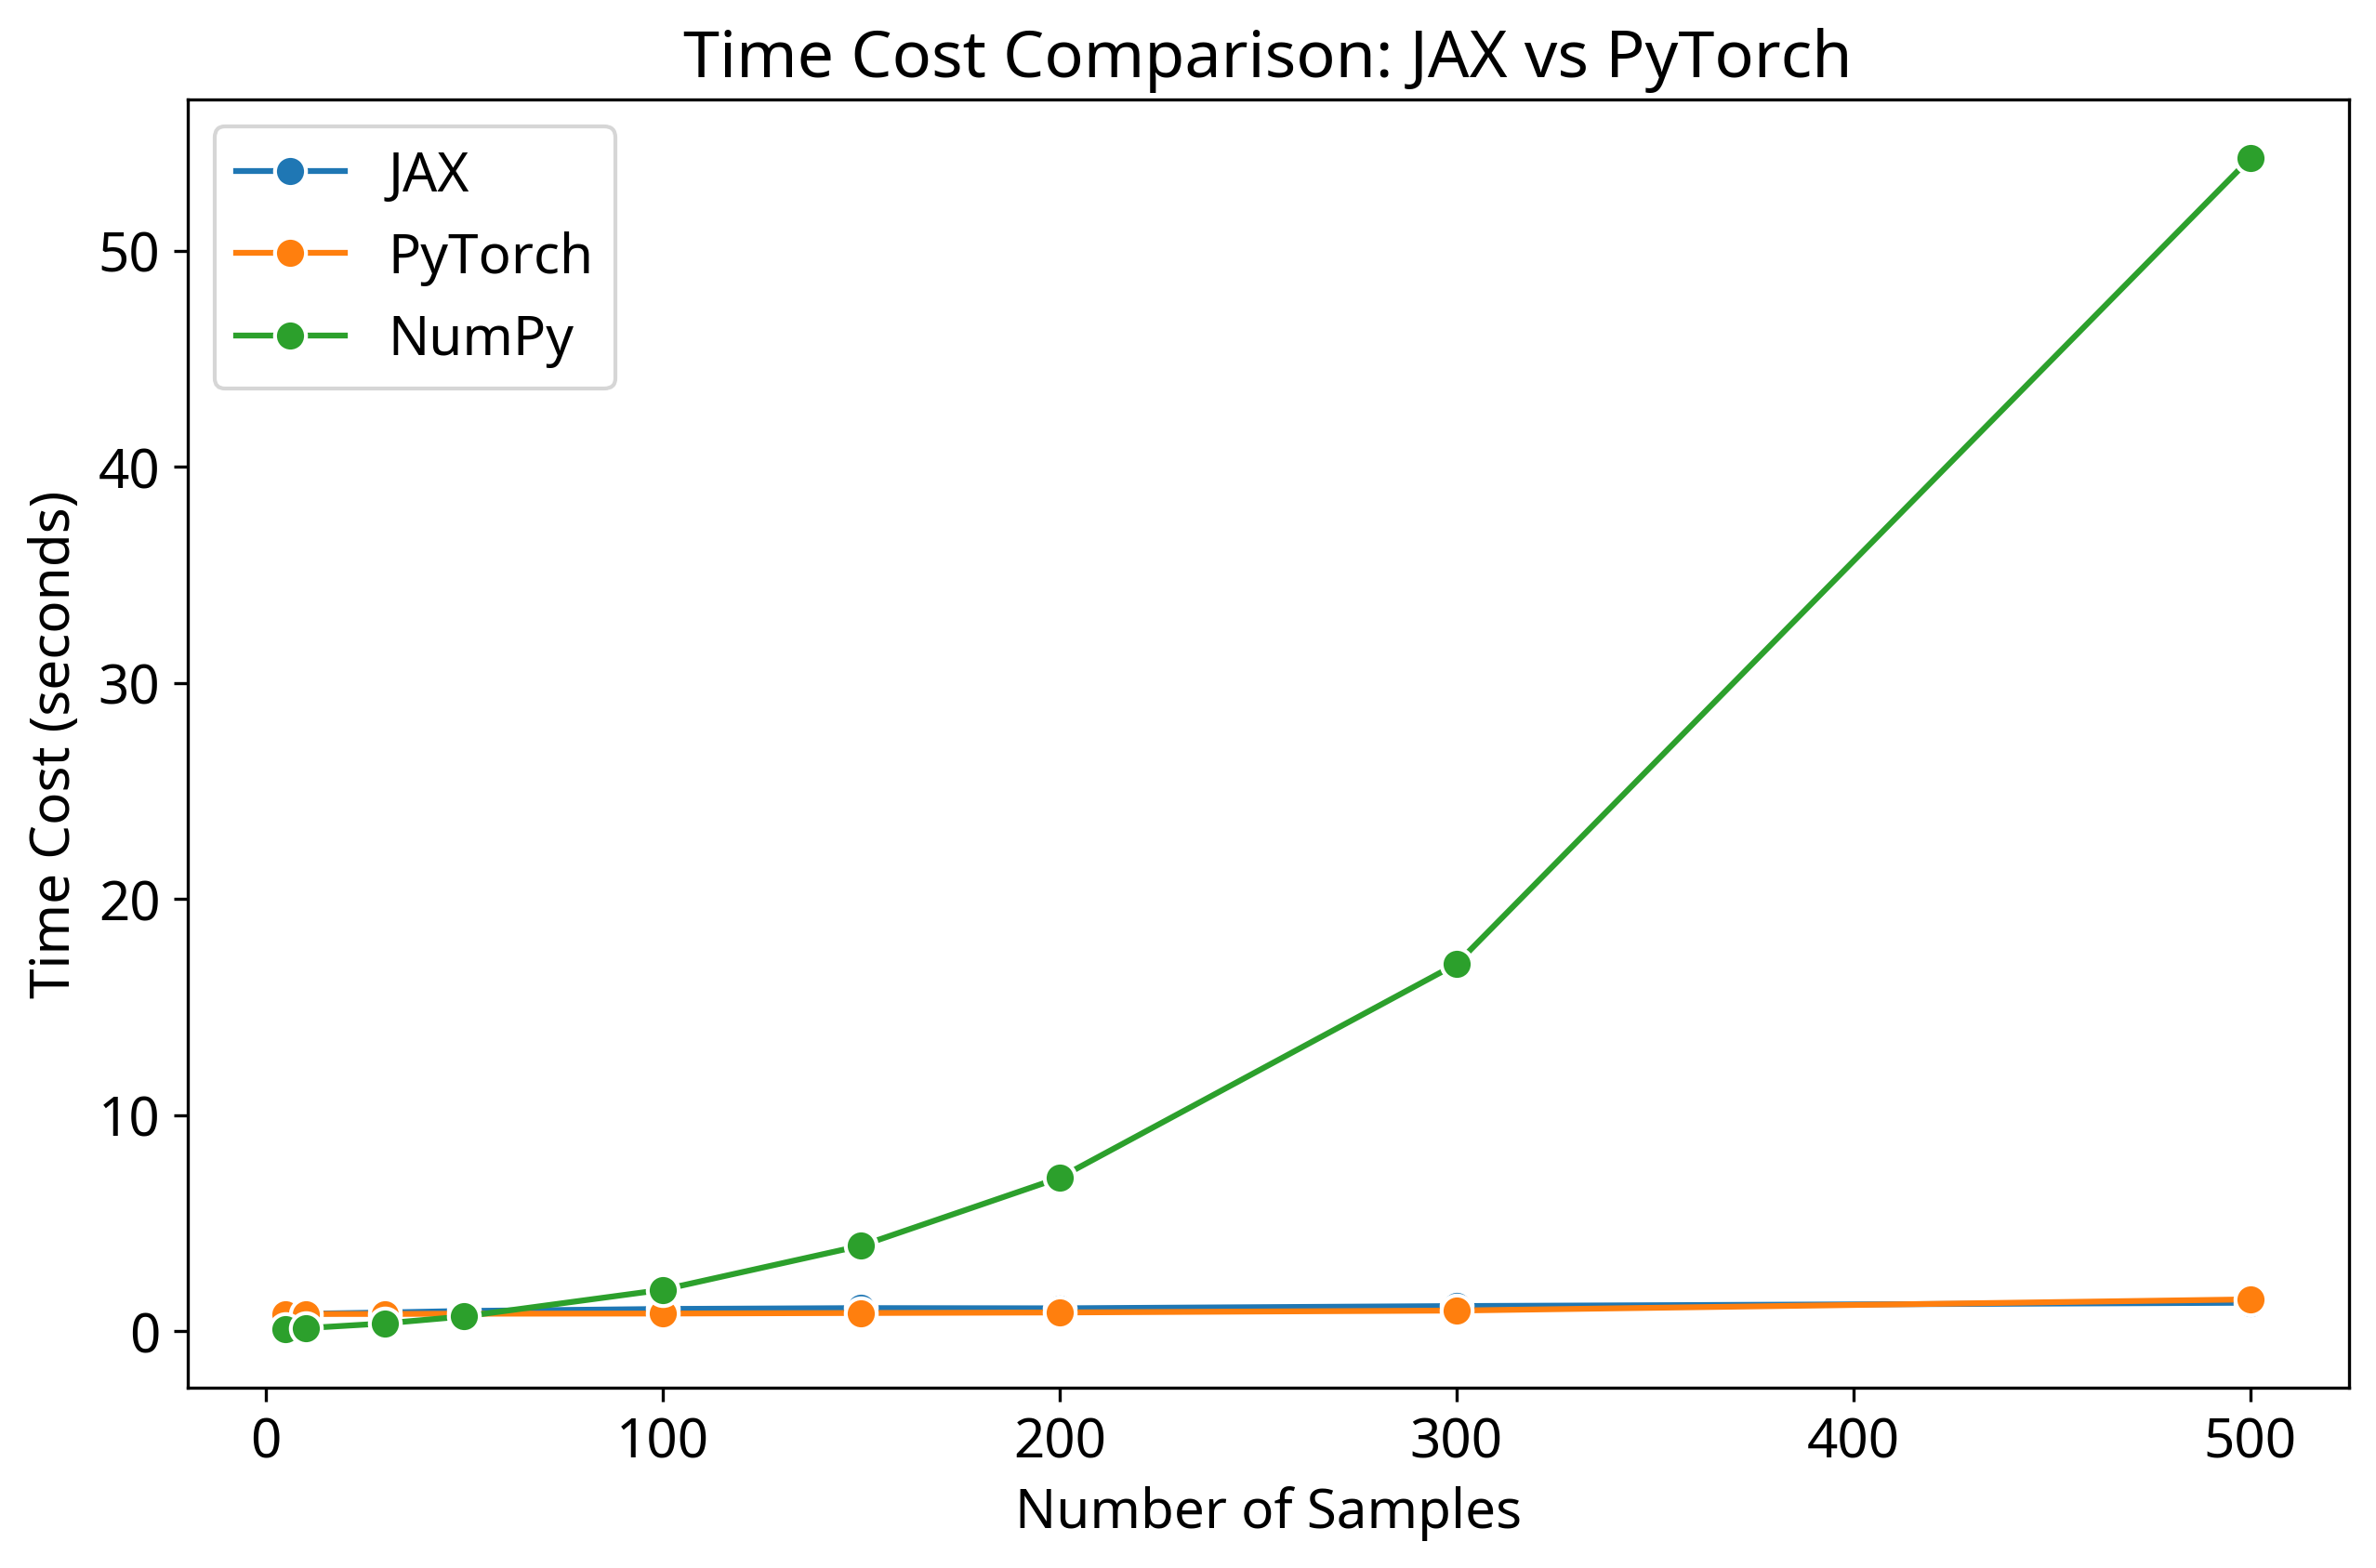 Time Cost Comparison: JAX vs PyTorch
JAX
PyTorch
NumPy
Time Cost (seconds)
50
40
30
20
10
0
0 100 200 300 400 500
Number of Samples